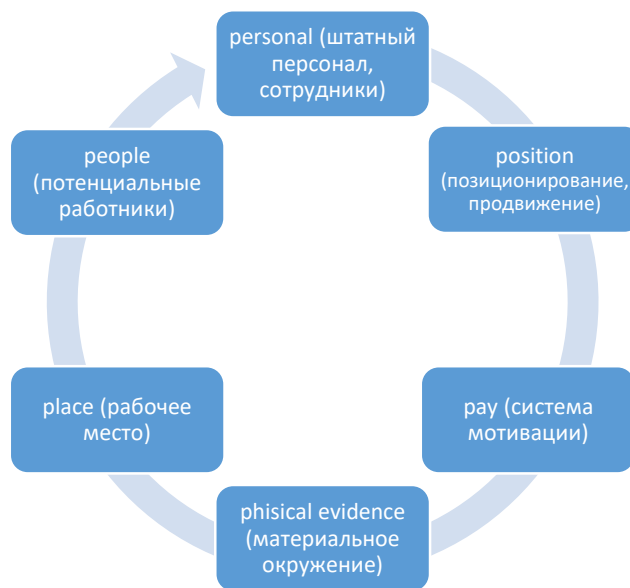 personal (штатный
персонал,
сотрудники)
position
(позиционирование,
продвижение)
pay (система
мотивации)
phisical evidence
(материальное
окружение)
place (рабочее
место)
people
(потенциальные
работники)